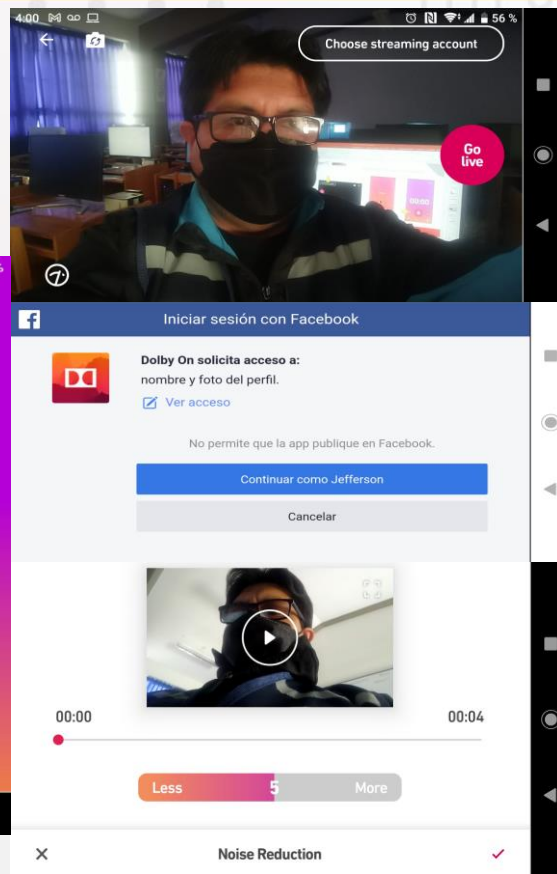 4:00
56 %
Choose streaming account
Go
live
00:00
Iniciar sesión con Facebook
Dolby On solicita acceso a:
nombre y foto del perfil.
Ver acceso
No permite que la app publique en Facebook.
Continuar como Jefferson
Cancelar
00:00
00:04
Less
5
More
Noise Reduction